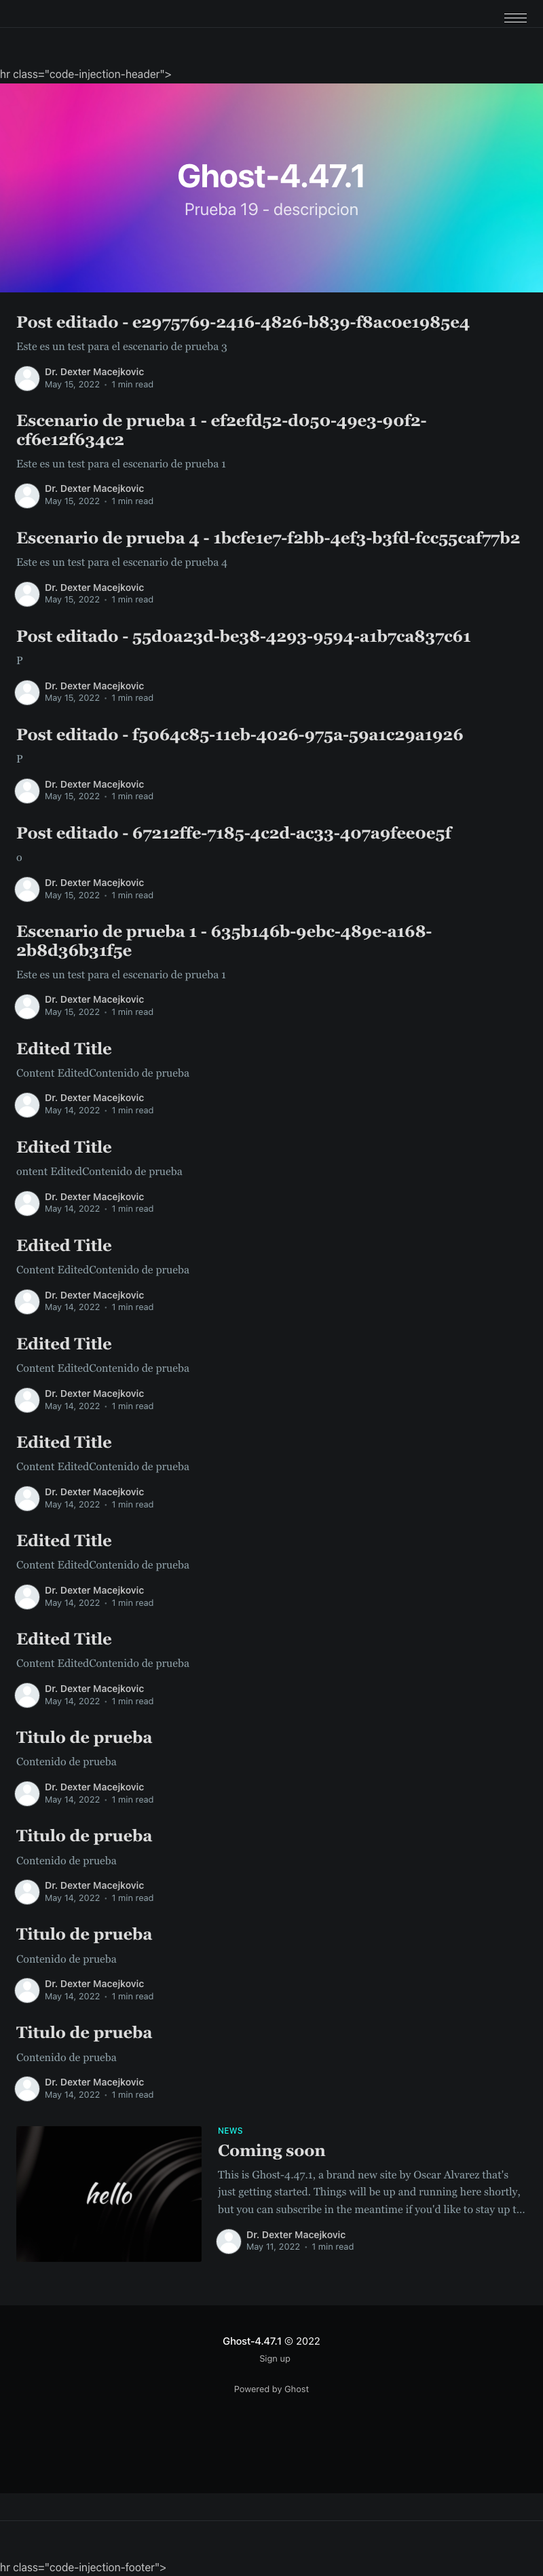 hr class="code-injection-header">
Ghost-4.47.1
Prueba 19 - descripcion
Post editado - e2975769-2416-4826-b839-f8ac0e1985e4
Este es un test para el escenario de prueba 3
Dr. Dexter Macejkovic
May 15, 2022 • 1 min read
Escenario de prueba 1 - ef2efd52-d050-49e3-90f2-
cf6e12f634c2
Este es un test para el escenario de prueba 1
Dr. Dexter Macejkovic
May 15, 2022 • 1 min read
Escenario de prueba 4 - 1bcfe1e7-f2bb-4ef3-b3fd-fcc55caf77b2
Este es un test para el escenario de prueba 4
Dr. Dexter Macejkovic
May 15, 2022 • 1 min read
Post editado - 55d0a23d-be38-4293-9594-a1b7ca837c61
P
Dr. Dexter Macejkovic
May 15, 2022 • 1 min read
Post editado - f5064c85-11eb-4026-975a-59a1c29a1926
P
Dr. Dexter Macejkovic
May 15, 2022 • 1 min read
Post editado - 67212ffe-7185-4c2d-ac33-407a9fee0e5f
o
Dr. Dexter Macejkovic
May 15, 2022 • 1 min read
Escenario de prueba 1 - 635b146b-9ebc-489e-a168-
2b8d36b31f5e
Este es un test para el escenario de prueba 1
Dr. Dexter Macejkovic
May 15, 2022 • 1 min read
Edited Title
Content EditedContenido de prueba
Dr. Dexter Macejkovic
May 14, 2022 • 1 min read
Edited Title
ontent EditedContenido de prueba
Dr. Dexter Macejkovic
May 14, 2022 • 1 min read
Edited Title
Content EditedContenido de prueba
Dr. Dexter Macejkovic
May 14, 2022 • 1 min read
Edited Title
Content EditedContenido de prueba
Dr. Dexter Macejkovic
May 14, 2022 • 1 min read
Edited Title
Content EditedContenido de prueba
Dr. Dexter Macejkovic
May 14, 2022 • 1 min read
Edited Title
Content EditedContenido de prueba
Dr. Dexter Macejkovic
May 14, 2022 • 1 min read
Edited Title
Content EditedContenido de prueba
Dr. Dexter Macejkovic
May 14, 2022 • 1 min read
Titulo de prueba
Contenido de prueba
Dr. Dexter Macejkovic
May 14, 2022 • 1 min read
Titulo de prueba
Contenido de prueba
Dr. Dexter Macejkovic
May 14, 2022 • 1 min read
Titulo de prueba
Contenido de prueba
Dr. Dexter Macejkovic
May 14, 2022 • 1 min read
Titulo de prueba
Contenido de prueba
Dr. Dexter Macejkovic
May 14, 2022 • 1 min read
hello
NEWS
Coming soon
This is Ghost-4.47.1, a brand new site by Oscar Alvarez that's
just getting started. Things will be up and running here shortly,
but you can subscribe in the meantime if you'd like to stay up t...
Dr. Dexter Macejkovic
May 11, 2022 • 1 min read
Ghost-4.47.1 © 2022
Sign up
Powered by Ghost
hr class="code-injection-footer">